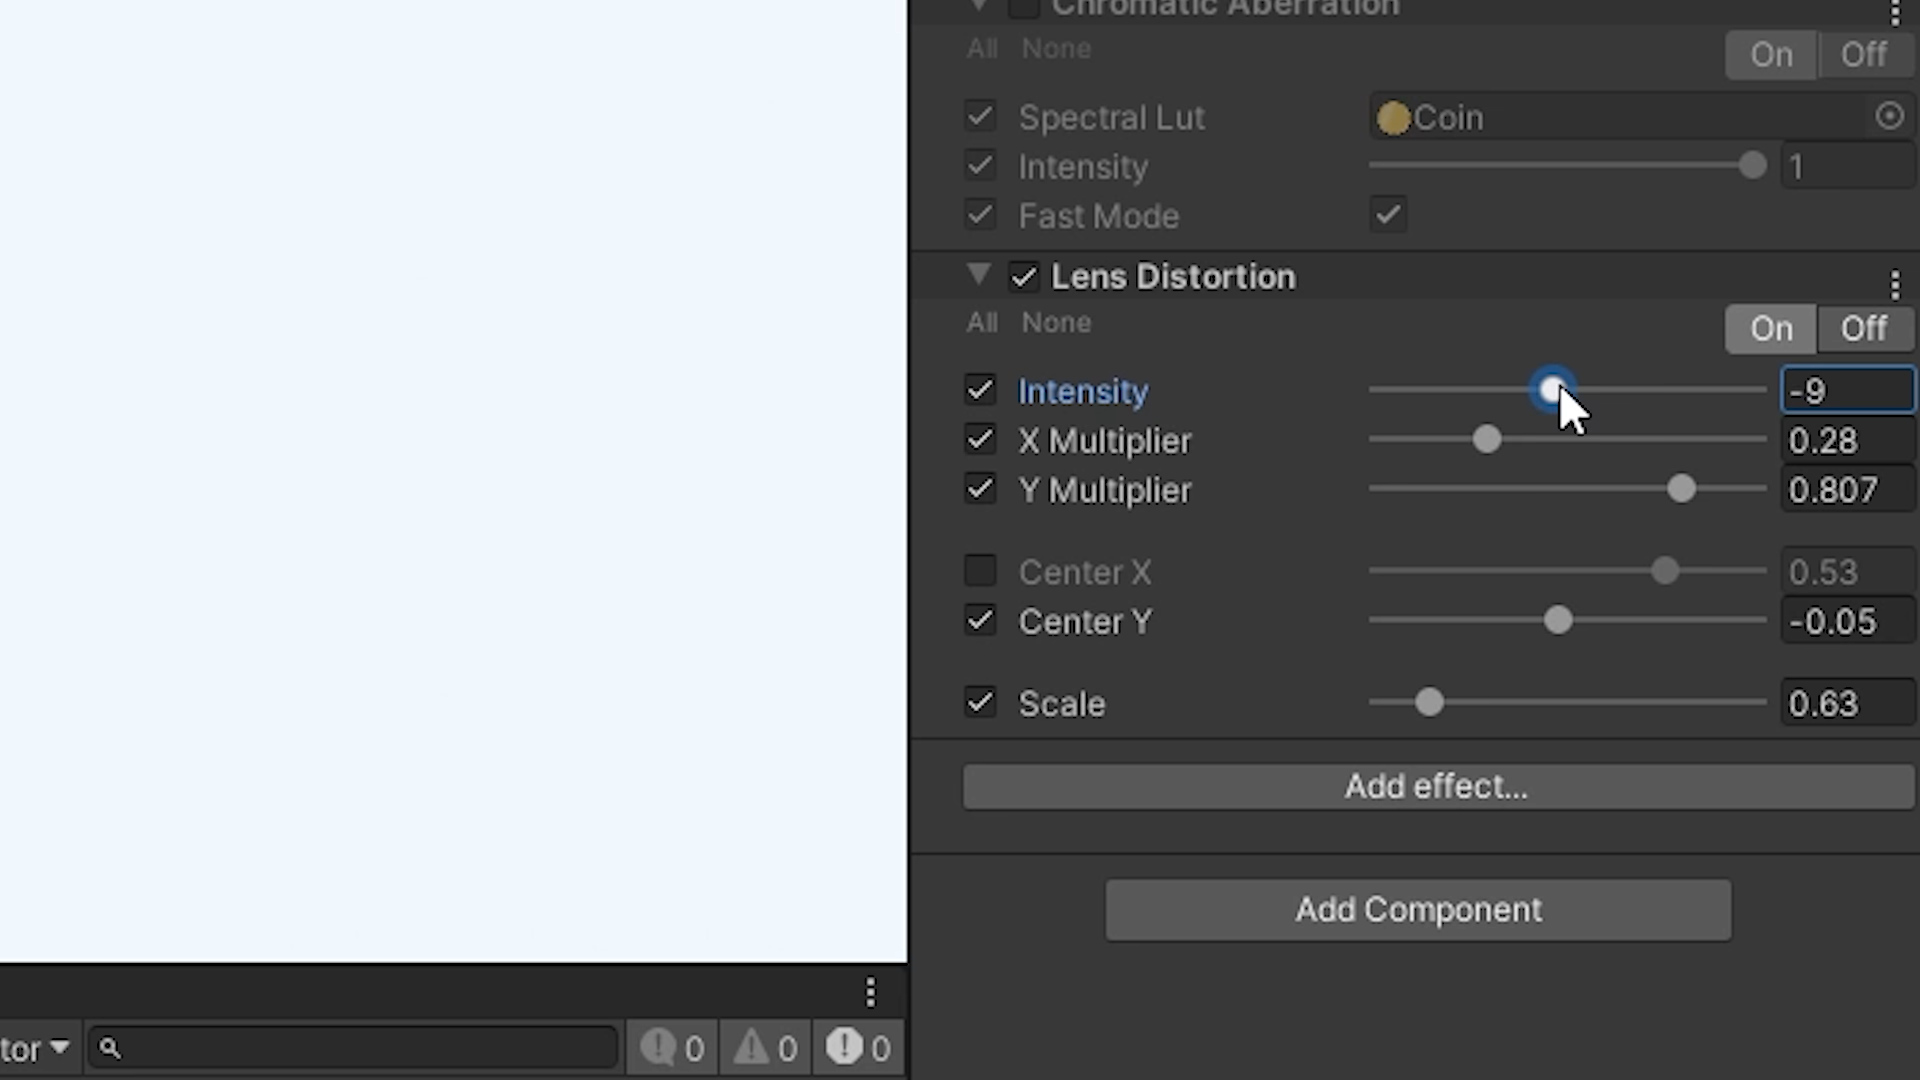 Chromatic Aberration
All None On Off
Spectral Lut Coin
Intensity 1
Fast Mode
Lens Distortion
All None On Off
Intensity -9
X Multiplier 0.28
Y Multiplier 0.807
Center X 0.53
Center Y -0.05
Scale 0.63
Add effect...
Add Component
tor 0 0 0